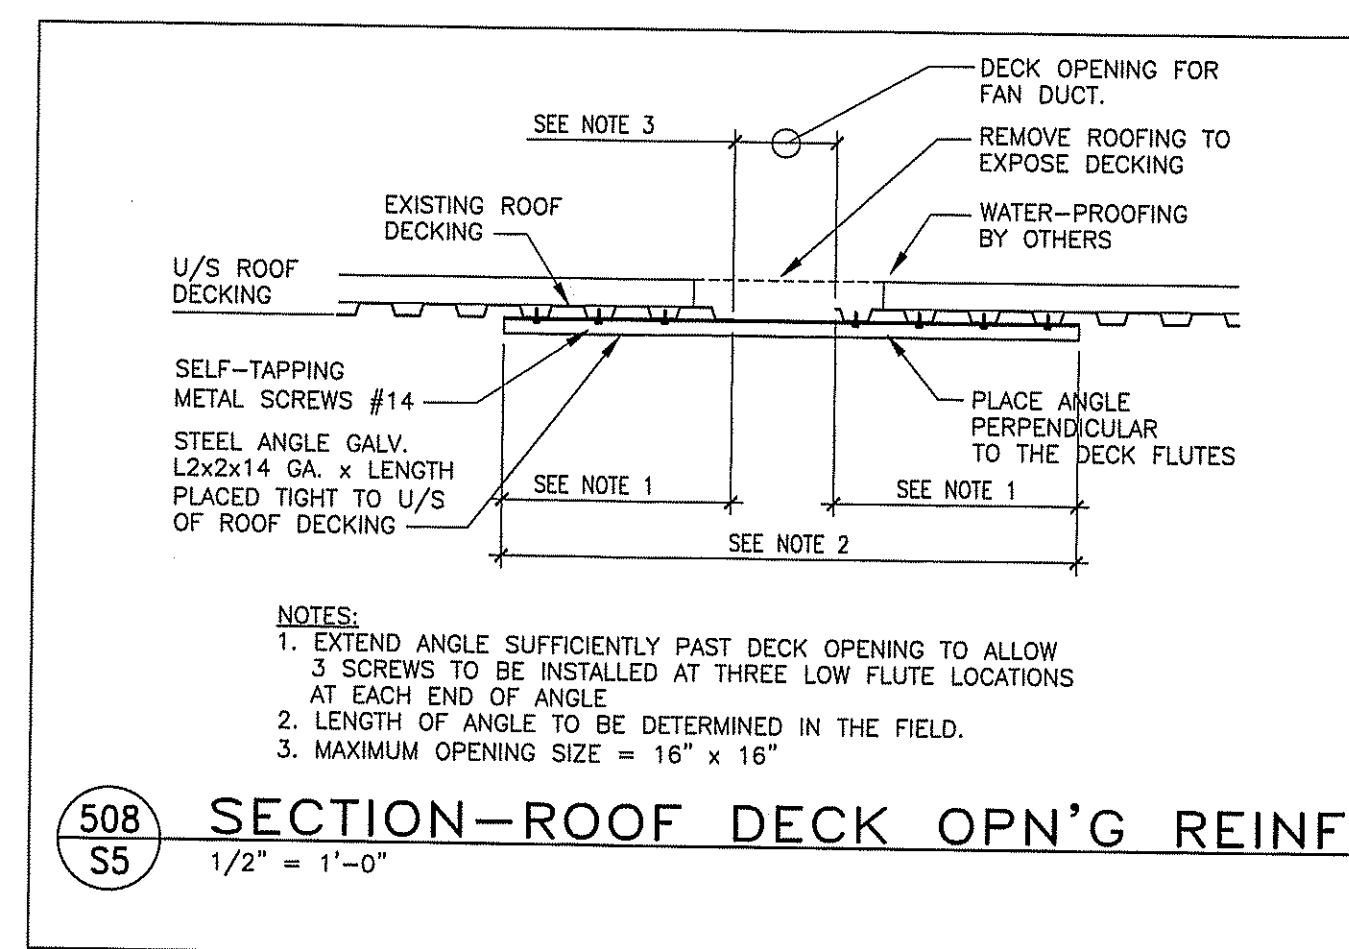 DECK OPENING FOR
FAN DUCT.
SEE NOTE 3
REMOVE ROOFING TO
EXPOSE DECKING
EXISTING ROOF
DECKING
WATER-PROOFING
BY OTHERS
U/S ROOF
DECKING
SELF-TAPPING
METAL SCREWS #14
STEEL ANGLE GALV.
L2x2x14 GA. x LENGTH
PLACED TIGHT TO U/S
OF ROOF DECKING
PLACE ANGLE
PERPENDICULAR
TO THE DECK FLUTES
SEE NOTE 1
SEE NOTE 1
SEE NOTE 2
NOTES:
1. EXTEND ANGLE SUFFICIENTLY PAST DECK OPENING TO ALLOW
3 SCREWS TO BE INSTALLED AT THREE LOW FLUTE LOCATIONS
AT EACH END OF ANGLE
2. LENGTH OF ANGLE TO BE DETERMINED IN THE FIELD.
3. MAXIMUM OPENING SIZE = 16" x 16"
508
S5
SECTION-ROOF DECK OPN'G REINF
1/2" = 1'-0"